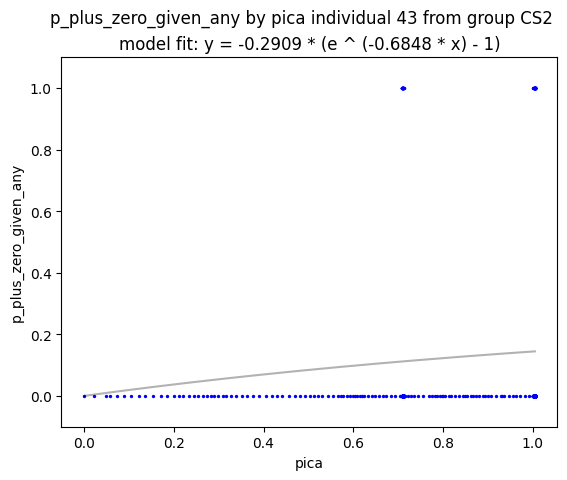 p_plus_zero_given_any by pica individual 43 from group CS2
model fit: y = -0.2909 * (e ^ (-0.6848 * x) - 1)
1.0
0.8
0.6
0.4
0.2
0.0
p_plus_zero_given_any
0.0 0.2 0.4 0.6 0.8 1.0
pica